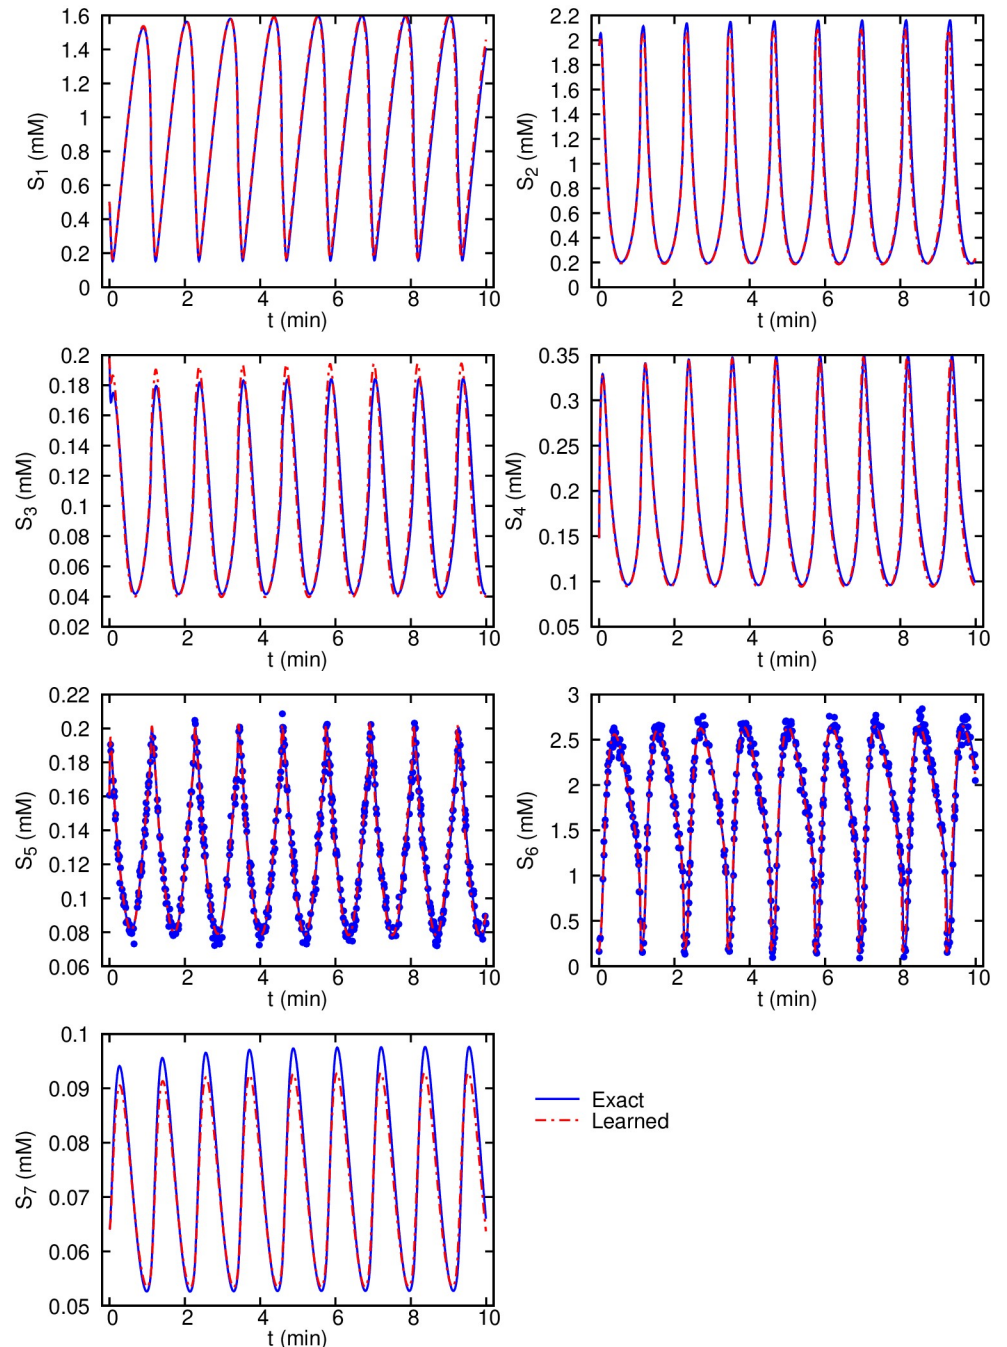 S1 (mM)
1.6
1.4
1.2
1
0.8
0.6
0.4
0.2
0
0 2 4 6 8 10
t (min)
S2 (mM)
2.2
2
1.8
1.6
1.4
1.2
1
0.8
0.6
0.4
0.2
0
0 2 4 6 8 10
t (min)
S3 (mM)
0.2
0.18
0.16
0.14
0.12
0.1
0.08
0.06
0.04
0.02
0 2 4 6 8 10
t (min)
S4 (mM)
0.35
0.3
0.25
0.2
0.15
0.1
0.05
0 2 4 6 8 10
t (min)
S5 (mM)
0.22
0.2
0.18
0.16
0.14
0.12
0.1
0.08
0.06
0 2 4 6 8 10
t (min)
S6 (mM)
3
2.5
2
1.5
1
0.5
0
0 2 4 6 8 10
t (min)
S7 (mM)
0.1
0.09
0.08
0.07
0.06
0.05
0 2 4 6 8 10
t (min)
Exact
Learned